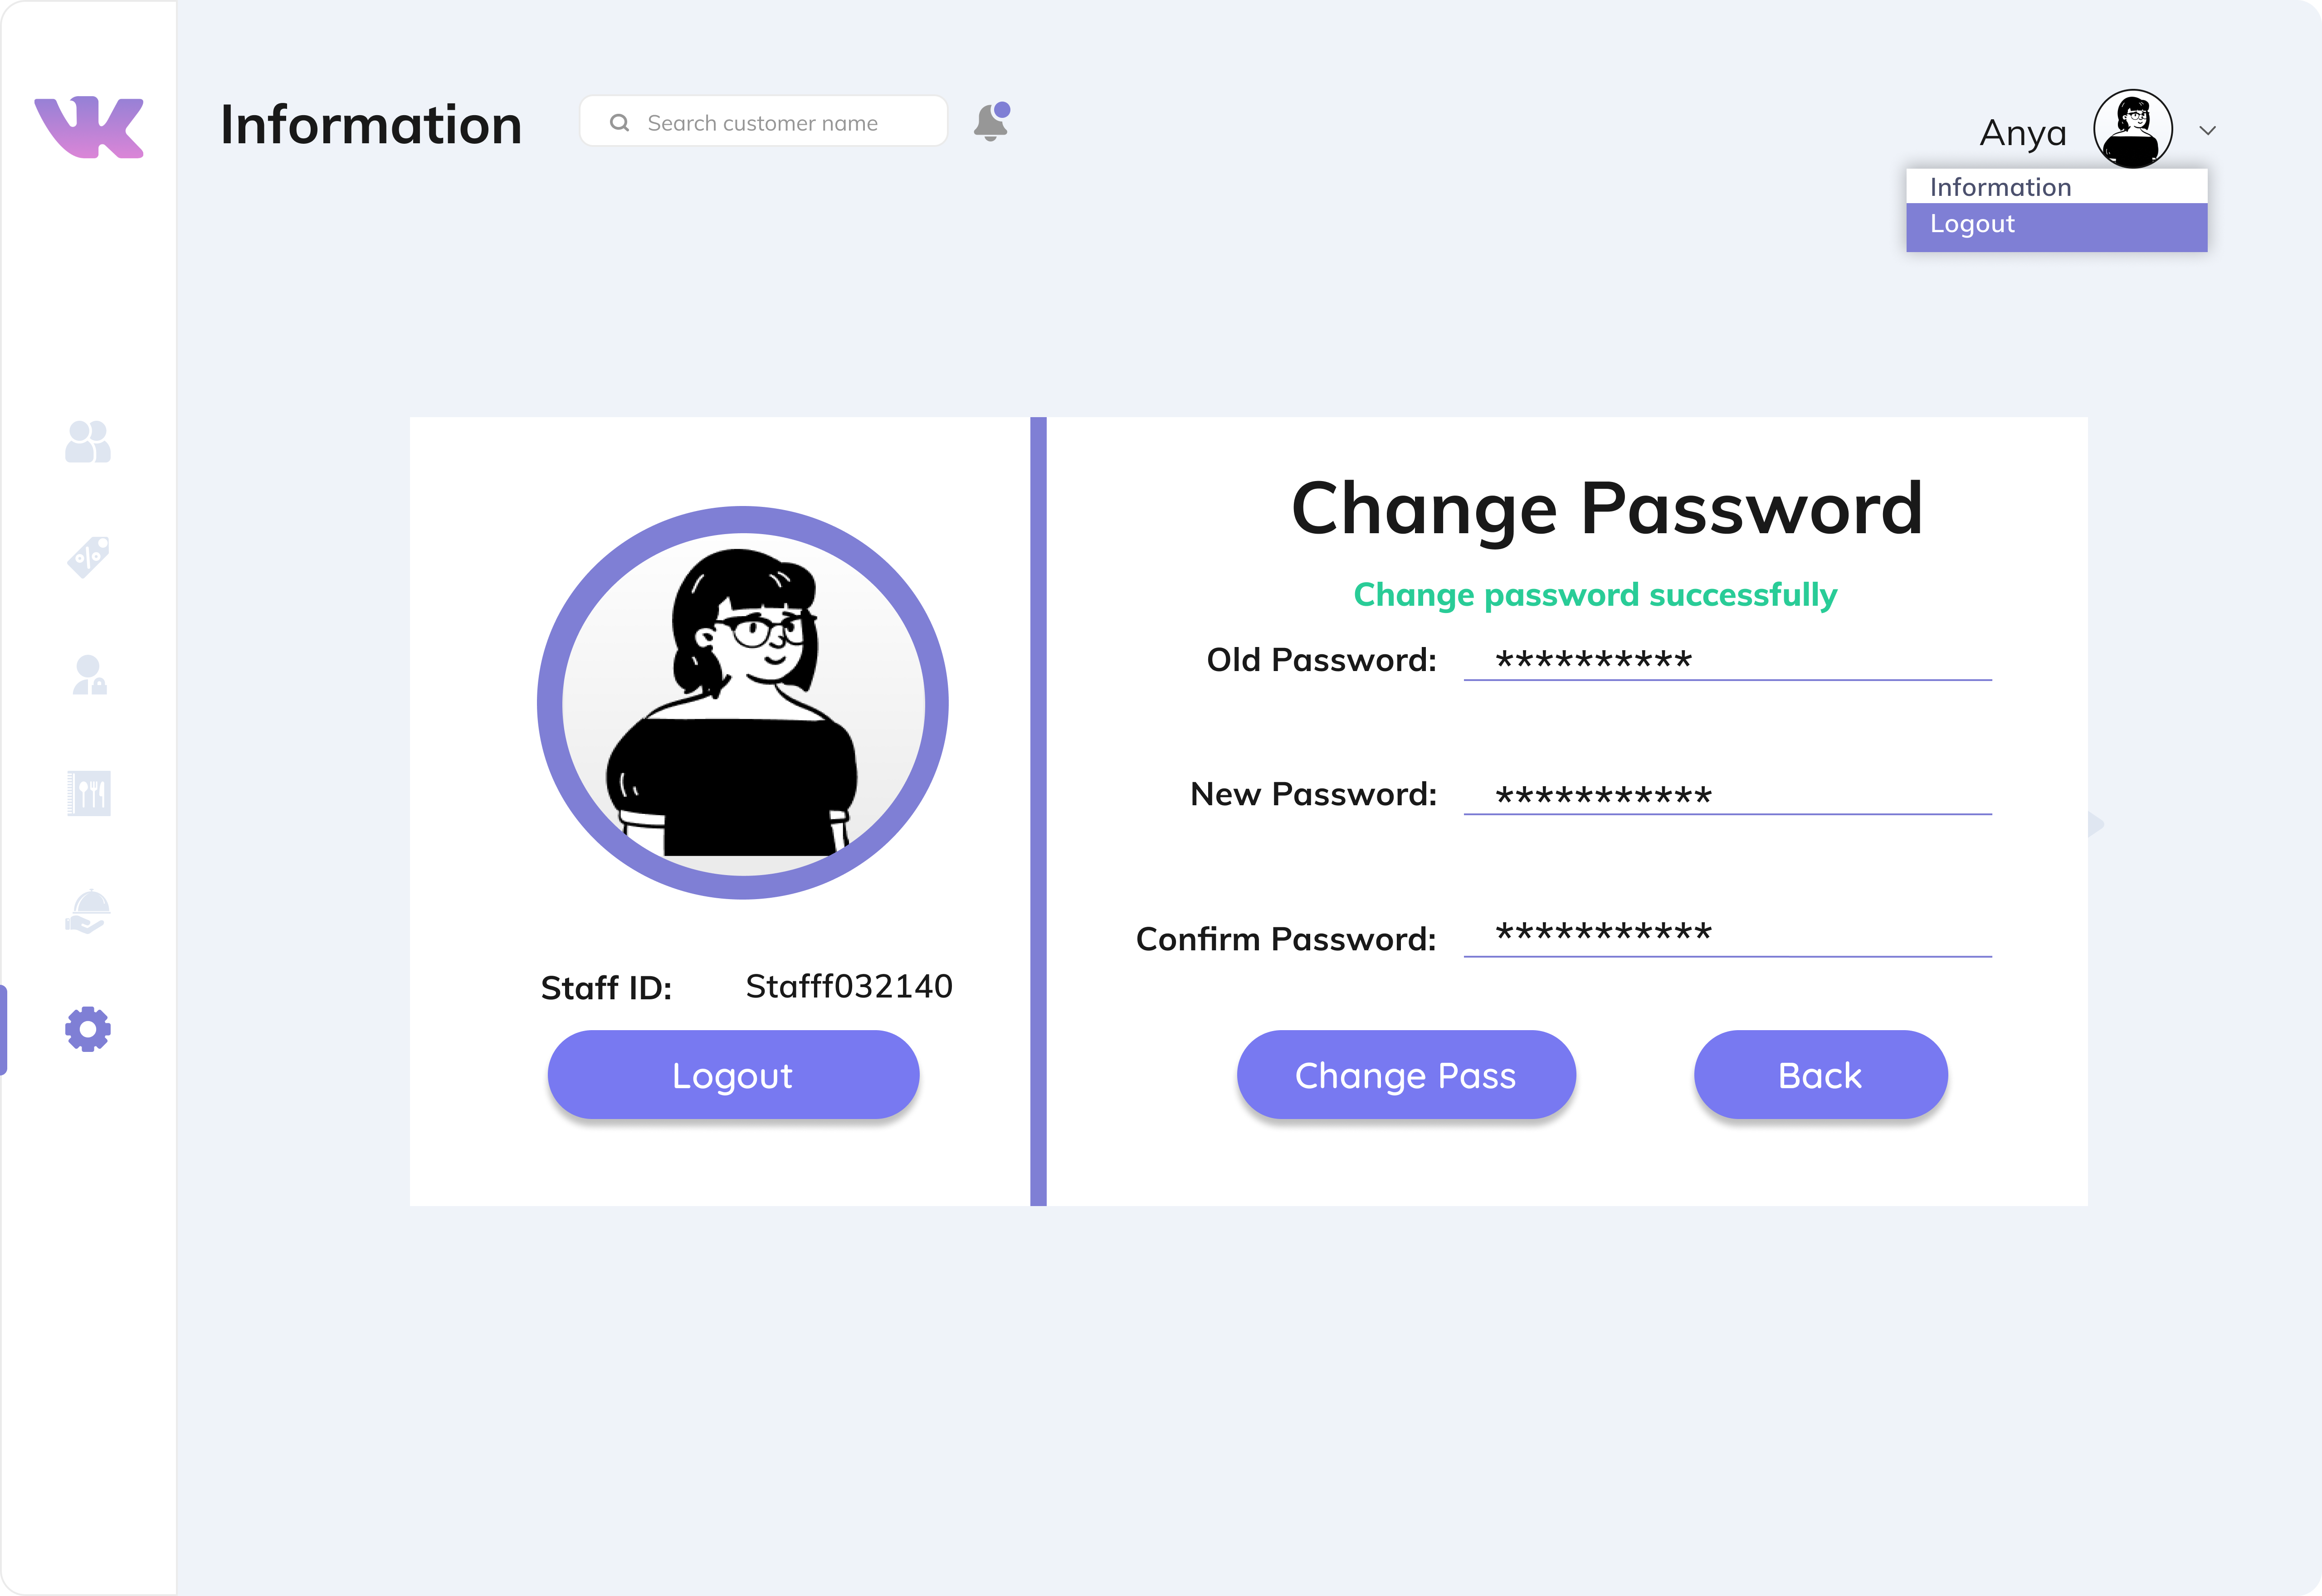 Information
Search customer name
Anya
Information
Logout
Change Password
Change password successfully
Old Password: **********
New Password: ***********
Confirm Password: ***********
Staff ID: Stafff032140
Logout
Change Pass
Back